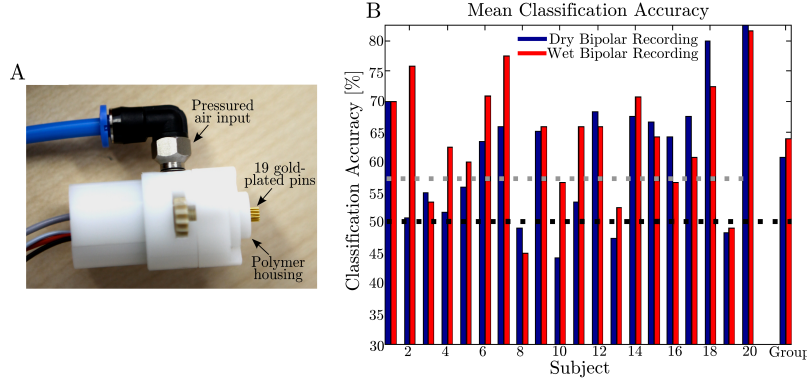 A
Pressured
air input
19 gold-
plated pins
Polymer
housing
B
Mean Classification Accuracy
Dry Bipolar Recording
Wet Bipolar Recording
Classification Accuracy [%]
80
75
70
65
60
55
50
45
40
35
30
2 4 6 8 10 12 14 16 18 20 Group
Subject